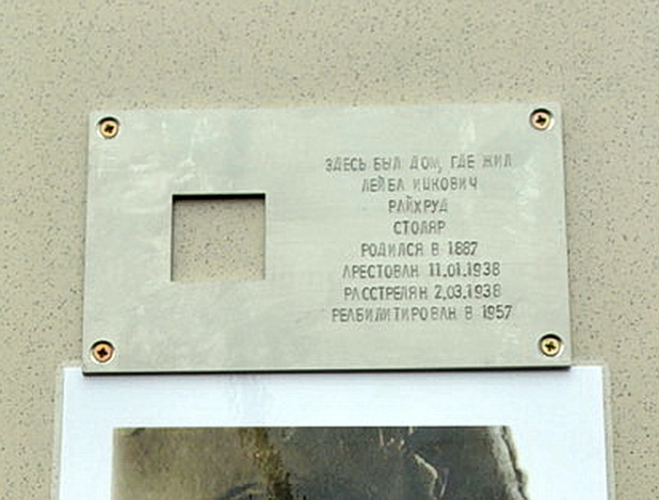 ЗДЕСЬ БЫЛ ДОМ, ГДЕ ЖИЛ
ЛЕЙБА ИЦКОВИЧ
РАЙХРУД
СТОЛЯР
РОДИЛСЯ В 1887
АРЕСТОВАН 11.01.1938
РАССТРЕЛЯН 2.03.1938
РЕАБИЛИТИРОВАН В 1957